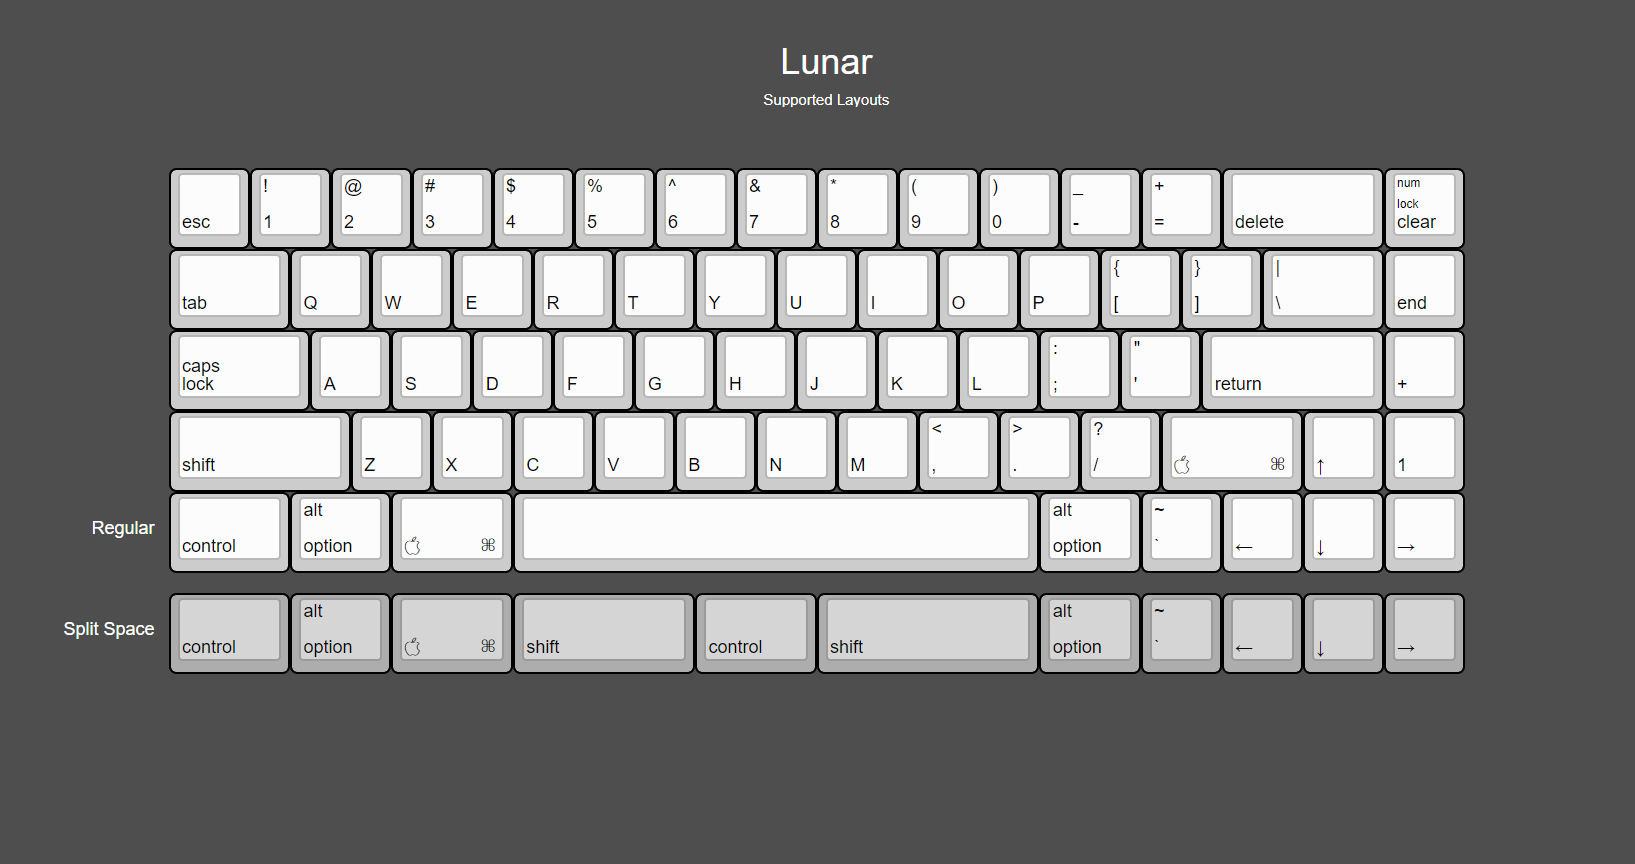 Lunar
Supported Layouts
! @ # $ % ^ & * ( ) _ + num
lock
esc 1 2 3 4 5 6 7 8 9 0 - = delete clear
{ } |
tab Q W E R T Y U I O P [ ] \ end
: "
caps
lock A S D F G H J K L ; ' return +
< > ?
shift Z X C V B N M , . / ⌘ ↑ 1
alt alt ~
Regular
control option ⌘ option ` ← ↓ →
alt alt ~
Split Space
control option ⌘ shift control shift option ` ← ↓ →